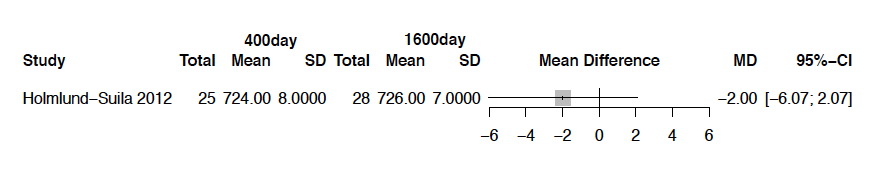 400day 1600day
Study Total Mean SD Total Mean SD Mean Difference MD 95%−CI
Holmlund−Suila 2012 25 724.00 8.0000 28 726.00 7.0000 −2.00 [−6.07; 2.07]
−6 −4 −2 0 2 4 6